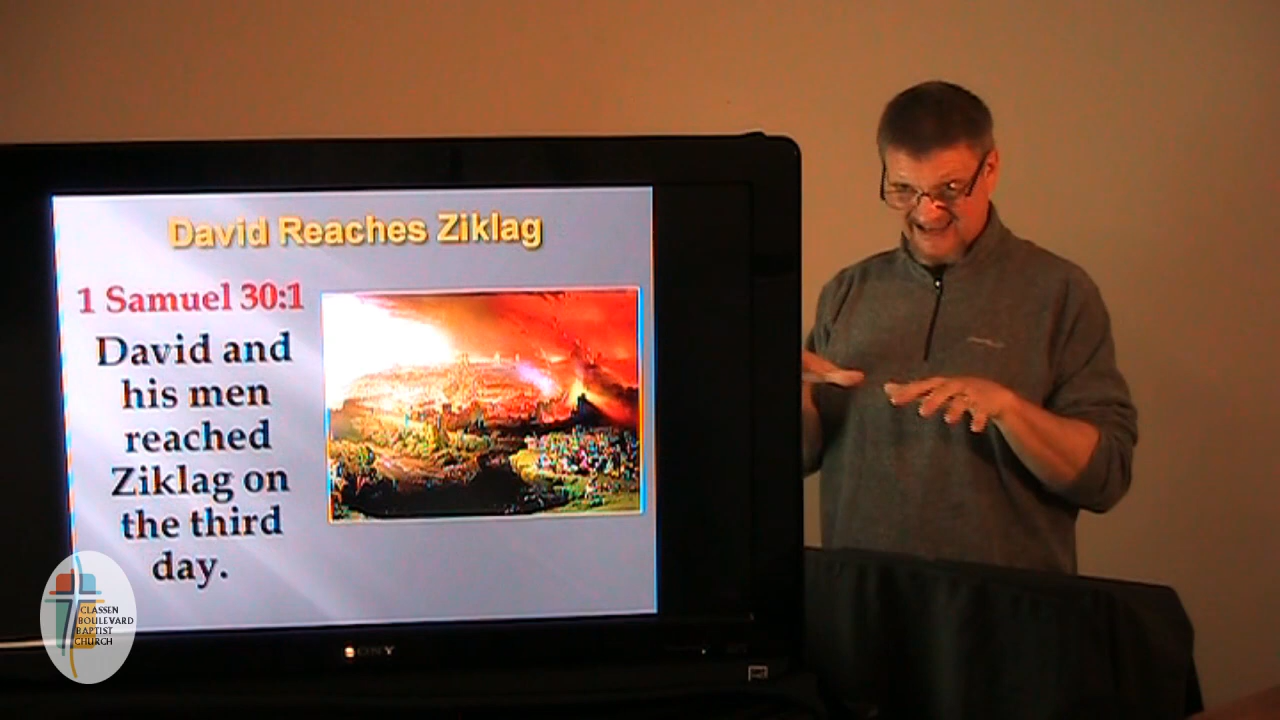 David Reaches Ziklag
1 Samuel 30:1
David and
his men
reached
Ziklag on
the third
day.
CLASSEN
BOULEVARD
BAPTIST
CHURCH
SONY